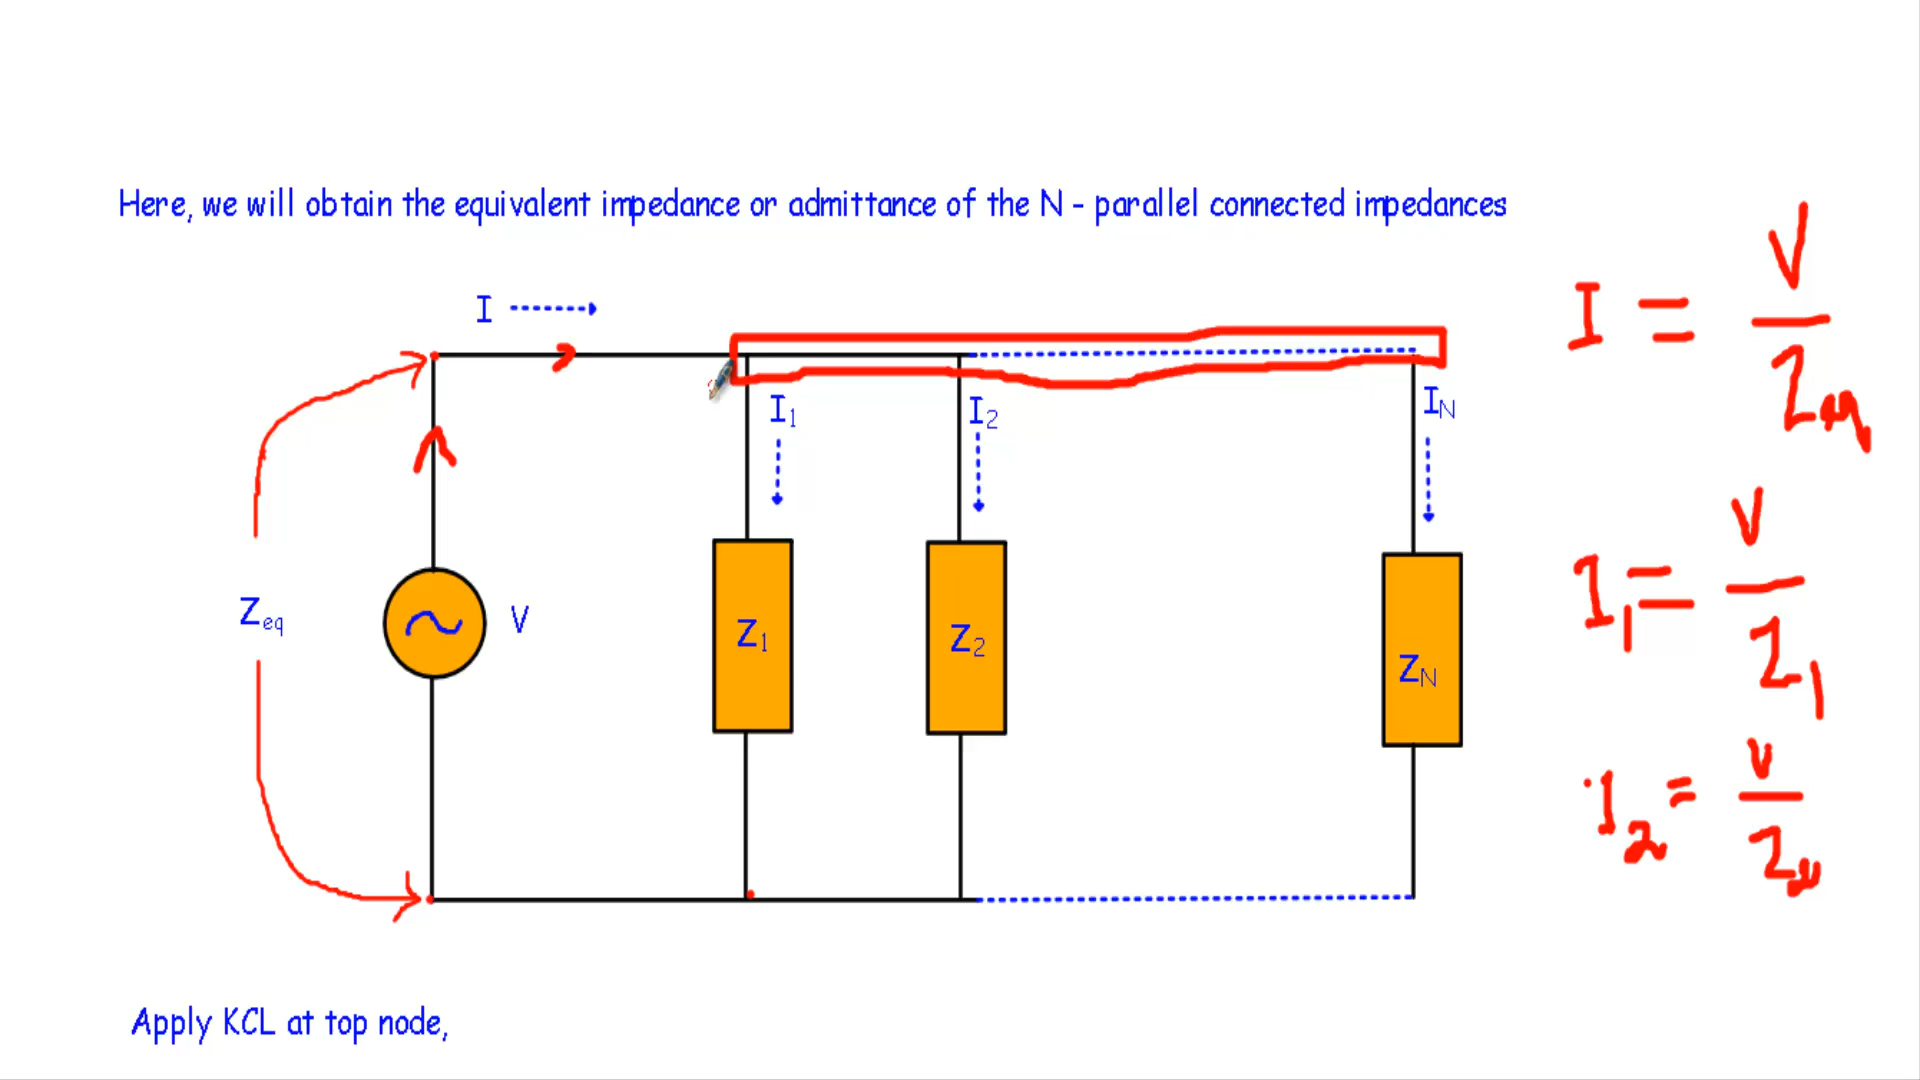 Here, we will obtain the equivalent impedance or admittance of the N - parallel connected impedances
I
I = V / Zeq
I1
I2
IN
I1 = V / Z1
Zeq
V
Z1
Z2
ZN
I2 = V / Z2
Apply KCL at top node,